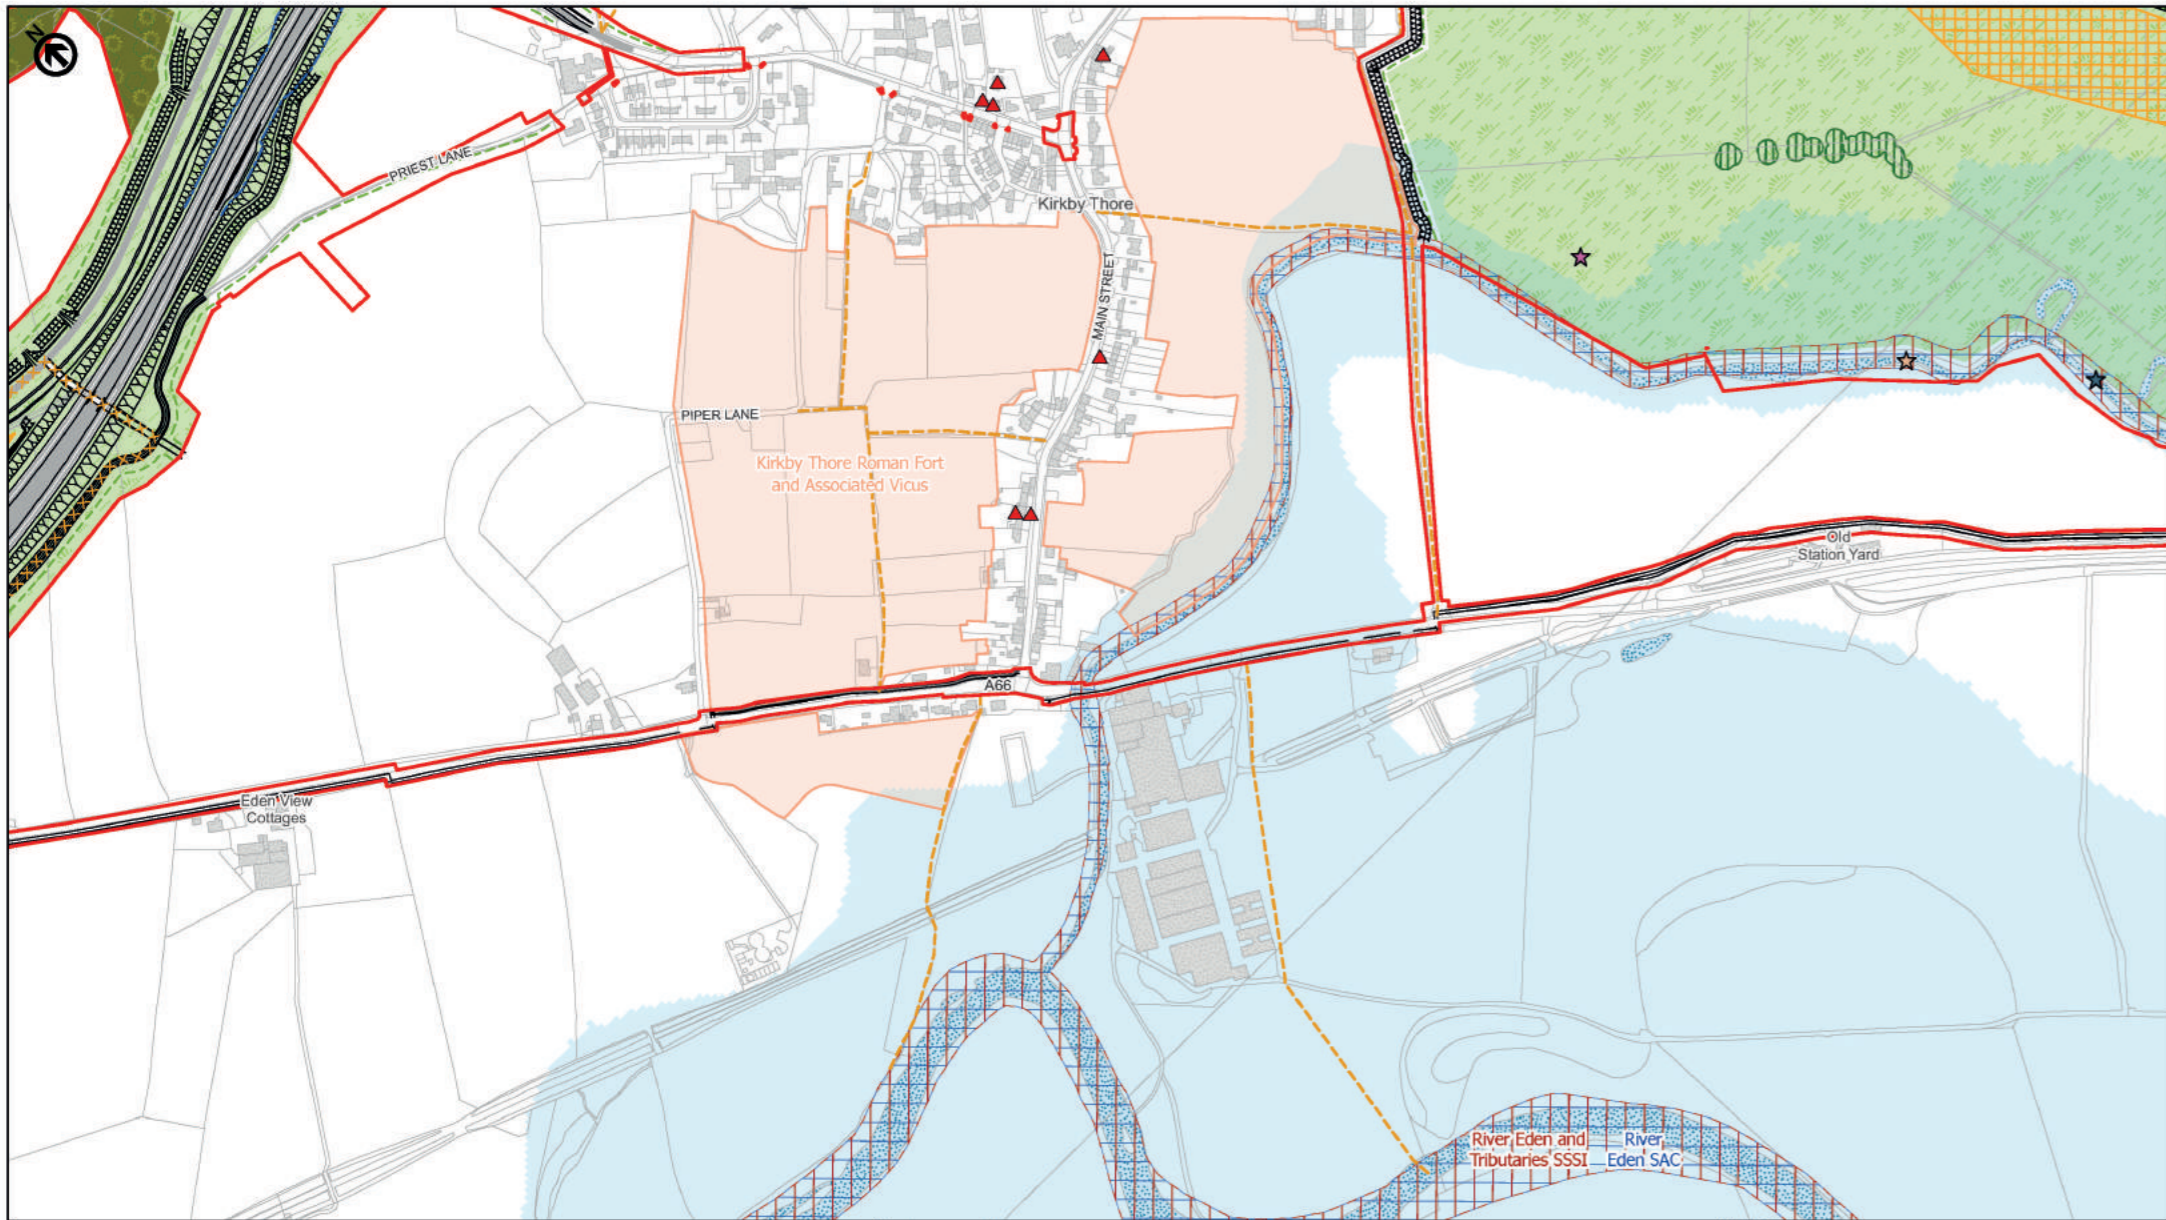 N
PRIEST LANE
Kirkby Thore
MAIN STREET
PIPER LANE
Kirkby Thore Roman Fort
and Associated Vicus
Old
Station Yard
A66
Eden View
Cottages
River Eden and
Tributaries SSSI
River
Eden SAC